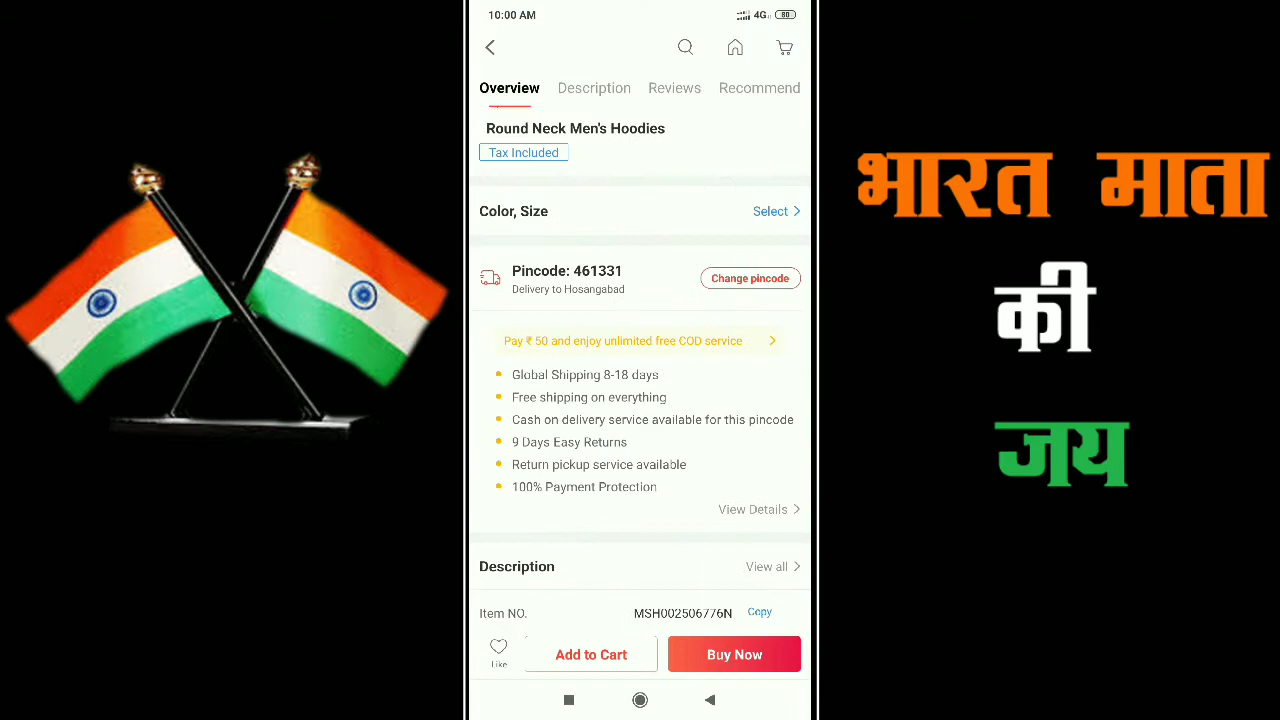 10:00 AM
4G
80
Overview Description Reviews Recommend
Round Neck Men's Hoodies
Tax Included
Color, Size Select
Pincode: 461331
Delivery to Hosangabad
Change pincode
Pay ₹ 50 and enjoy unlimited free COD service
Global Shipping 8-18 days
Free shipping on everything
Cash on delivery service available for this pincode
9 Days Easy Returns
Return pickup service available
100% Payment Protection
View Details
Description View all
Item NO. MSH002506776N Copy
Like
Add to Cart
Buy Now
भारत माता
की
जय